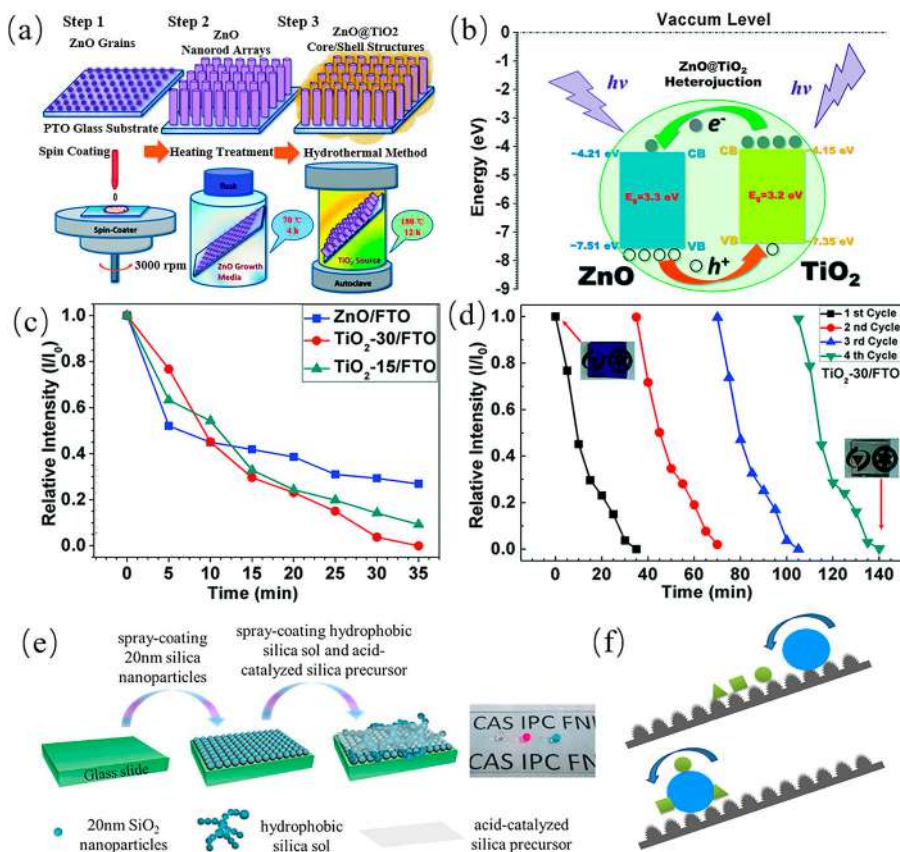 (a)
Step 1
Step 2
Step 3
ZnO Grains
ZnO
Nanorod Arrays
ZnO@TiO2
Core/Shell Structures
PTO Glass Substrate
Spin Coating
Heating Treatment
Hydrothermal Method
Spin-Coater
3000 rpm
Flask
70 ℃
4 h
ZnO Growth
Media
180 ℃
12 h
TiO2 Source
Autoclave
(b)
Vaccum Level
0
-1
-2
-3
-4
-5
-6
-7
-8
-9
Energy (eV)
ZnO@TiO2
Heterojuction
hν
hν
e-
-4.21 eV
CB
CB
-4.15 eV
Eg=3.3 eV
Eg=3.2 eV
-7.51 eV
VB
VB
-7.35 eV
ZnO
h+
TiO2
(c)
ZnO/FTO
TiO2-30/FTO
TiO2-15/FTO
Relative Intensity (I/I0)
1.0
0.8
0.6
0.4
0.2
0.0
0 5 10 15 20 25 30 35
Time (min)
(d)
1 st Cycle
2 nd Cycle
3 rd Cycle
4 th Cycle
TiO2-30/FTO
Relative Intensity (I/I0)
1.0
0.8
0.6
0.4
0.2
0.0
0 20 40 60 80 100 120 140
Time (min)
(e)
spray-coating
20nm silica
nanoparticles
spray-coating hydrophobic
silica sol and acid-
catalyzed silica precursor
Glass slide
CAS IPC FN
CAS IPC FN
20nm SiO2
nanoparticles
hydrophobic
silica sol
acid-catalyzed
silica precursor
(f)